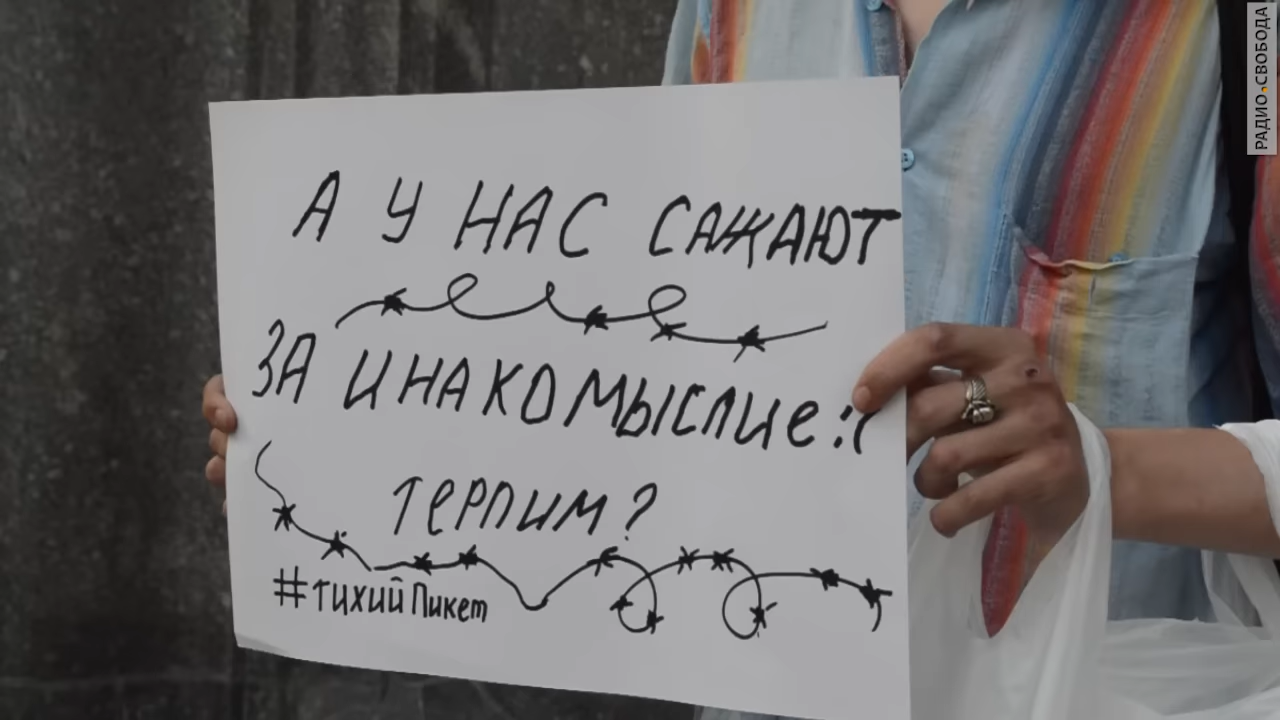 А У НАС САЖАЮТ
ЗА ИНАКОМЫСЛИЕ:(
ТЕРПИМ?
#тихийПикет
РАДИО СВОБОДА